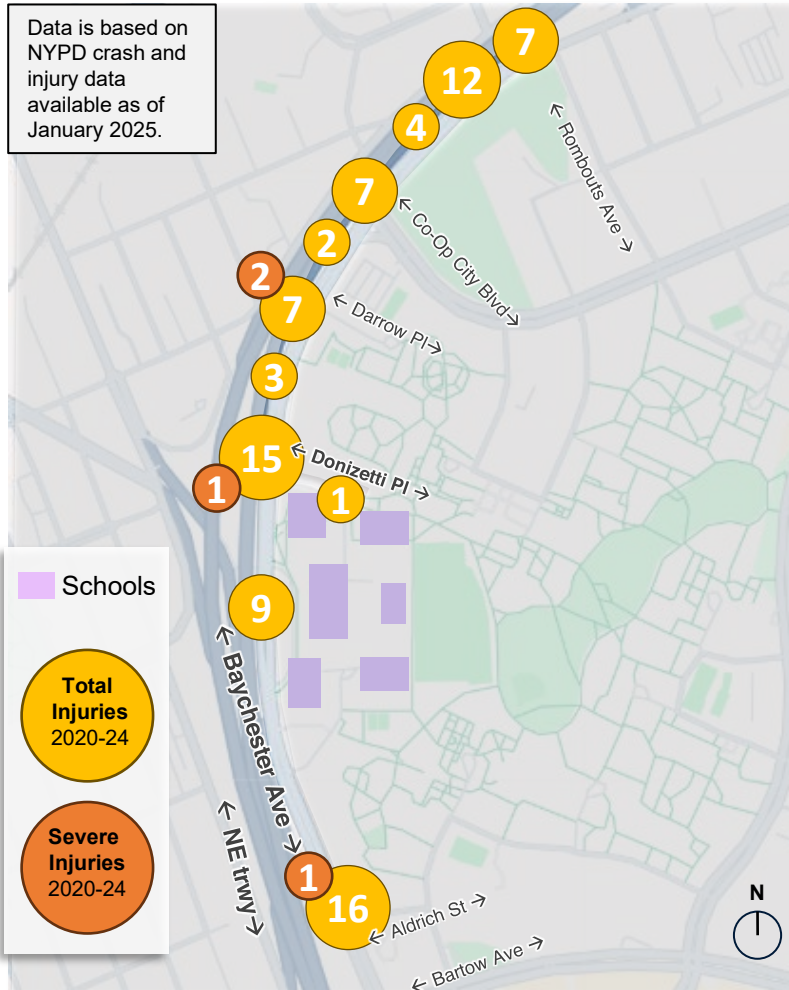 Data is based on
NYPD crash and
injury data
available as of
January 2025.
7
12
4
← Rombouts Ave →
7
← Co-Op City Blvd→
2
2
7
← Darrow Pl→
3
15
← Donizetti Pl →
1
1
9
Schools
← Baychester Ave →
Total
Injuries
2020-24
← NE trwy→
Severe
Injuries
2020-24
1
16
← Aldrich St →
← Bartow Ave →
N